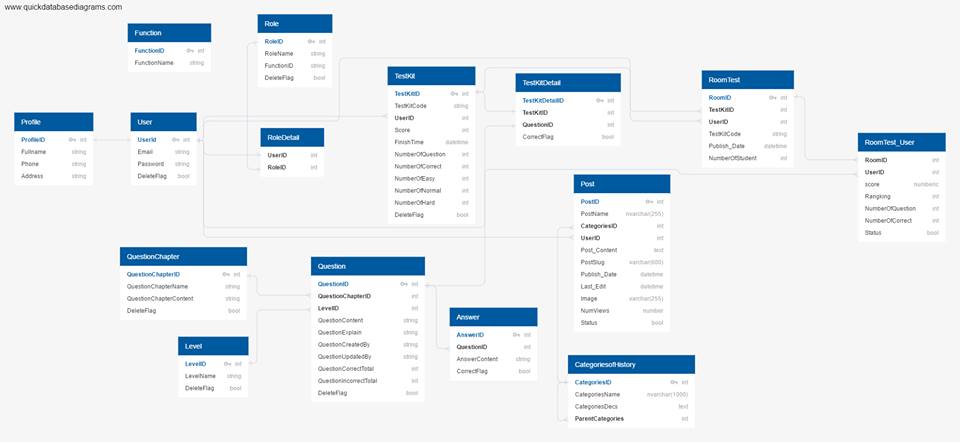 www.quickdatabasediagrams.com
Function
FunctionID int
FunctionName string
Role
RoleID int
RoleName string
FunctionID string
DeleteFlag bool
Profile
ProfileID int
Fullname string
Phone string
Address string
User
UserId int
Email string
Password string
DeleteFlag bool
RoleDetail
UserID int
RoleID int
TestKit
TestKitID int
TestKitCode string
UserID int
Score int
FinishTime datetime
NumberOfQuestion int
NumberOfCorrect int
NumberOfEasy int
NumberOfNormal int
NumberOfHard int
DeleteFlag bool
TestKitDetail
TestKitDetailID int
TestKitID int
QuestionID int
CorrectFlag bool
RoomTest
RoomID int
TestKitID int
UserID int
TestKitCode string
Publish_Date datetime
NumberOfStudent int
RoomTest_User
RoomID int
UserID int
score numberic
Rangking int
NumberOfQuestion int
NumberOfCorrect int
Status bool
Post
PostID int
PostName nvarchar(255)
CategoriesID int
UserID int
Post_Content text
PostSlug varchar(600)
Publish_Date datetime
Last_Edit datetime
Image varchar(255)
NumViews number
Status bool
QuestionChapter
QuestionChapterID int
QuestionChapterName string
QuestionChapterContent string
DeleteFlag bool
Question
QuestionID int
QuestionChapterID int
LevelID int
QuestionContent string
QuestionExplain string
QuestionCreatedBy string
QuestionUpdatedBy string
QuestionCorrectTotal int
QuestionIncorrectTotal int
DeleteFlag bool
Answer
AnswerID int
QuestionID int
AnswerContent string
CorrectFlag bool
Level
LevelID int
LevelName string
DeleteFlag bool
CategoriesofHistory
CategoriesID int
CategoriesName nvarchar(1000)
CategoriesDecs text
ParentCategories int